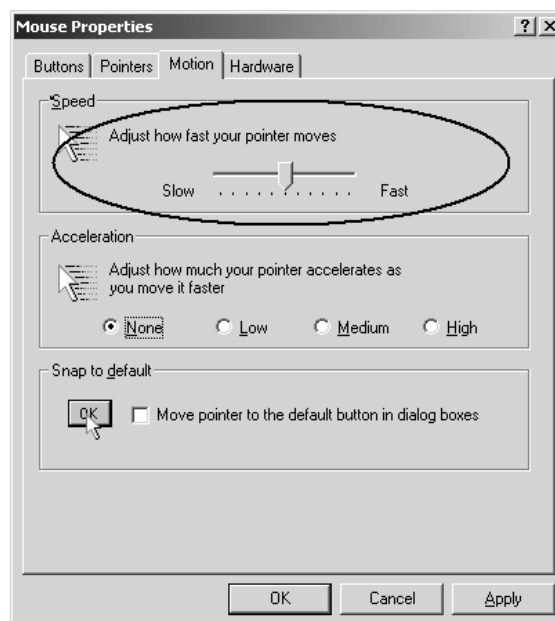 Mouse Properties
? X
Buttons Pointers Motion Hardware
Speed
Adjust how fast your pointer moves
Slow Fast
Acceleration
Adjust how much your pointer accelerates as
you move it faster
None Low Medium High
Snap to default
OK Move pointer to the default button in dialog boxes
OK Cancel Apply